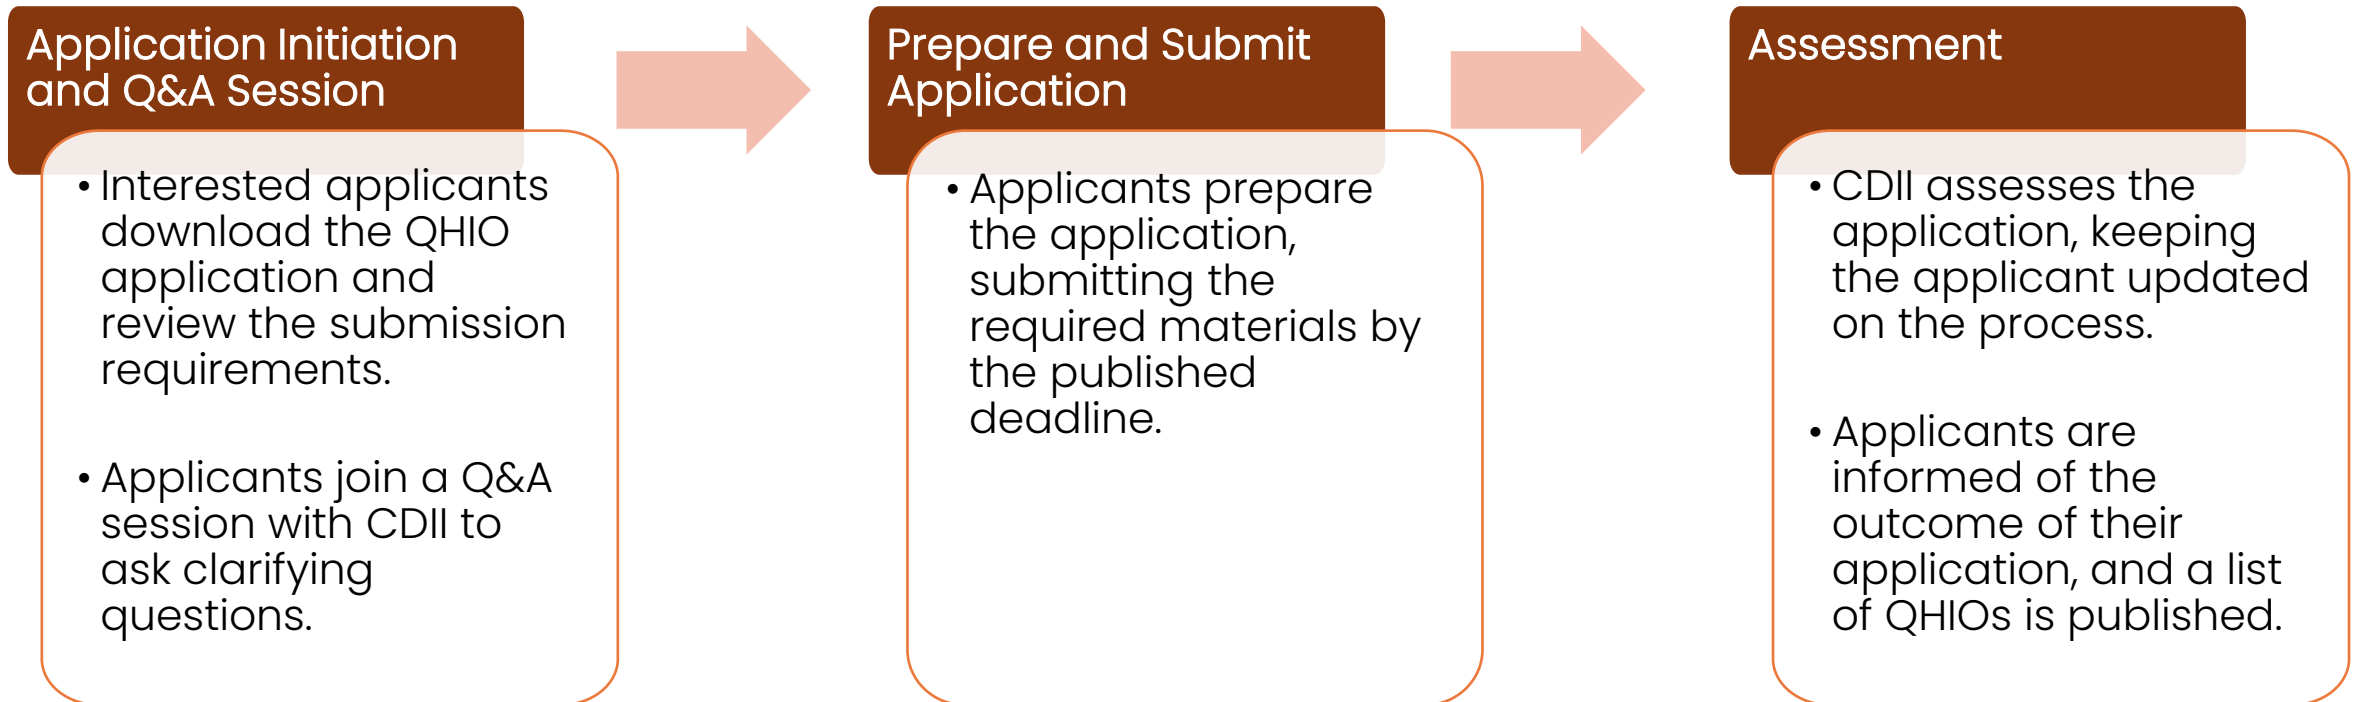 Application Initiation
and Q&A Session
• Interested applicants
download the QHIO
application and
review the submission
requirements.
• Applicants join a Q&A
session with CDII to
ask clarifying
questions.
Prepare and Submit
Application
• Applicants prepare
the application,
submitting the
required materials by
the published
deadline.
Assessment
• CDII assesses the
application, keeping
the applicant updated
on the process.
• Applicants are
informed of the
outcome of their
application, and a list
of QHIOs is published.